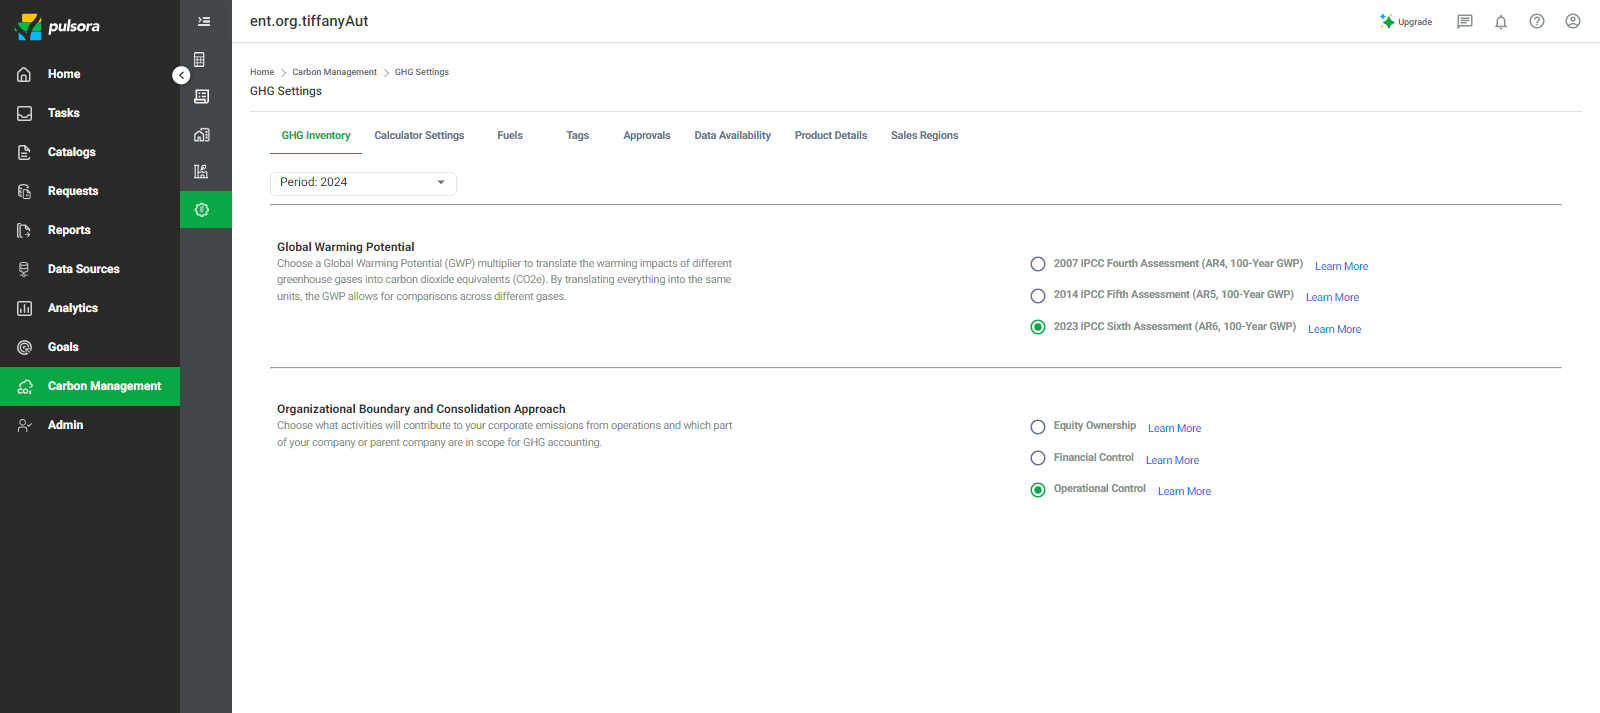 pulsora
ent.org.tiffanyAut
Upgrade
Home
Tasks
Catalogs
Requests
Reports
Data Sources
Analytics
Goals
Carbon Management
Admin
Home > Carbon Management > GHG Settings
GHG Settings
GHG Inventory Calculator Settings Fuels Tags Approvals Data Availability Product Details Sales Regions
Period: 2024
Global Warming Potential
Choose a Global Warming Potential (GWP) multiplier to translate the warming impacts of different
greenhouse gases into carbon dioxide equivalents (CO2e). By translating everything into the same
units, the GWP allows for comparisons across different gases.
2007 IPCC Fourth Assessment (AR4, 100-Year GWP) Learn More
2014 IPCC Fifth Assessment (AR5, 100-Year GWP) Learn More
2023 IPCC Sixth Assessment (AR6, 100-Year GWP) Learn More
Organizational Boundary and Consolidation Approach
Choose what activities will contribute to your corporate emissions from operations and which part
of your company or parent company are in scope for GHG accounting.
Equity Ownership Learn More
Financial Control Learn More
Operational Control Learn More